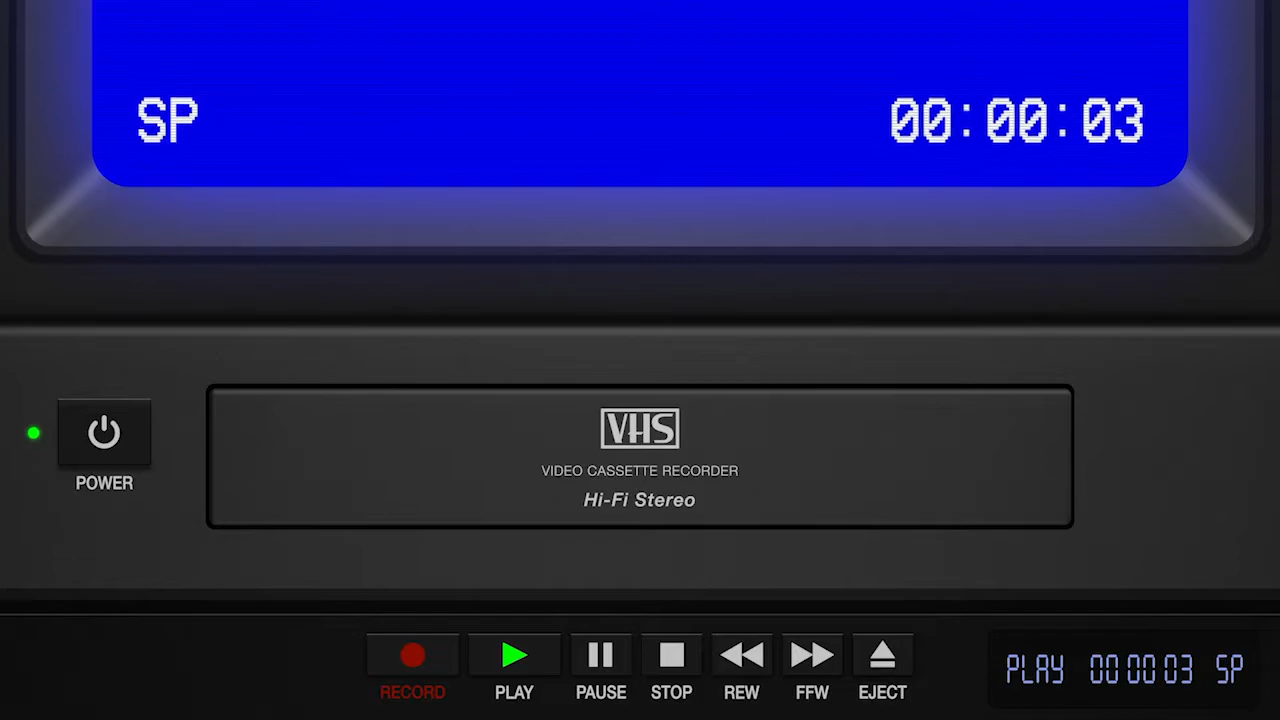 SP 00:00:03
VHS
VIDEO CASSETTE RECORDER
Hi-Fi Stereo
POWER
RECORD PLAY PAUSE STOP REW FFW EJECT
PLAY 00 00 03 SP